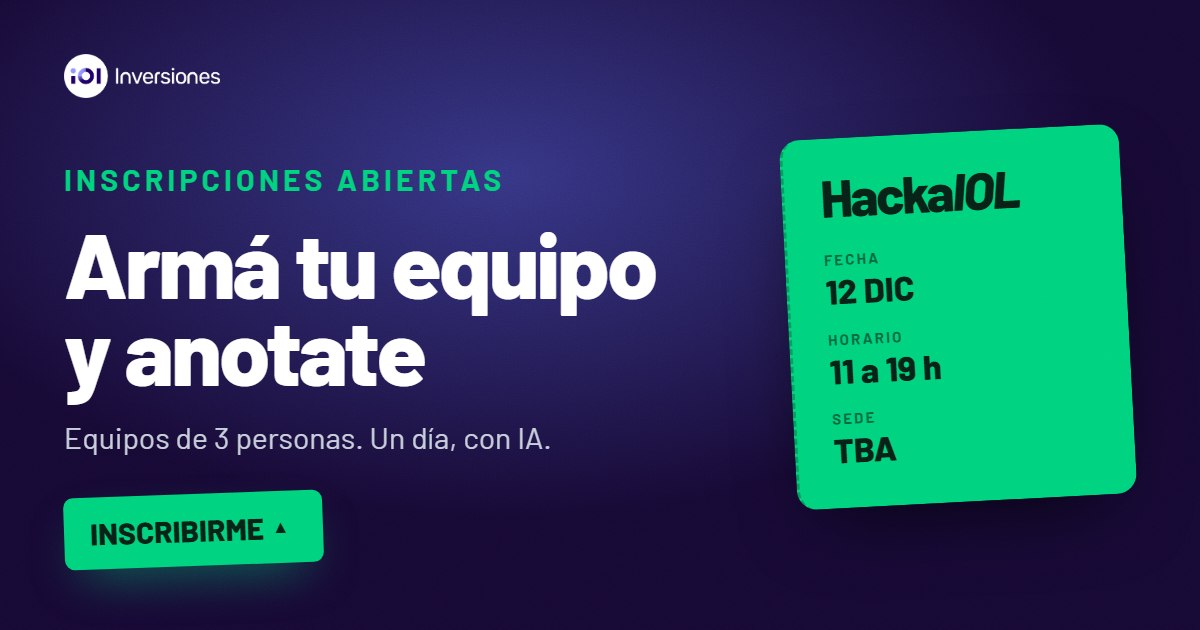 iOl Inversiones
INSCRIPCIONES ABIERTAS
Armá tu equipo
y anotate
Equipos de 3 personas. Un día, con IA.
INSCRIBIRME ▲
HackaIOL
FECHA
12 DIC
HORARIO
11 a 19 h
SEDE
TBA